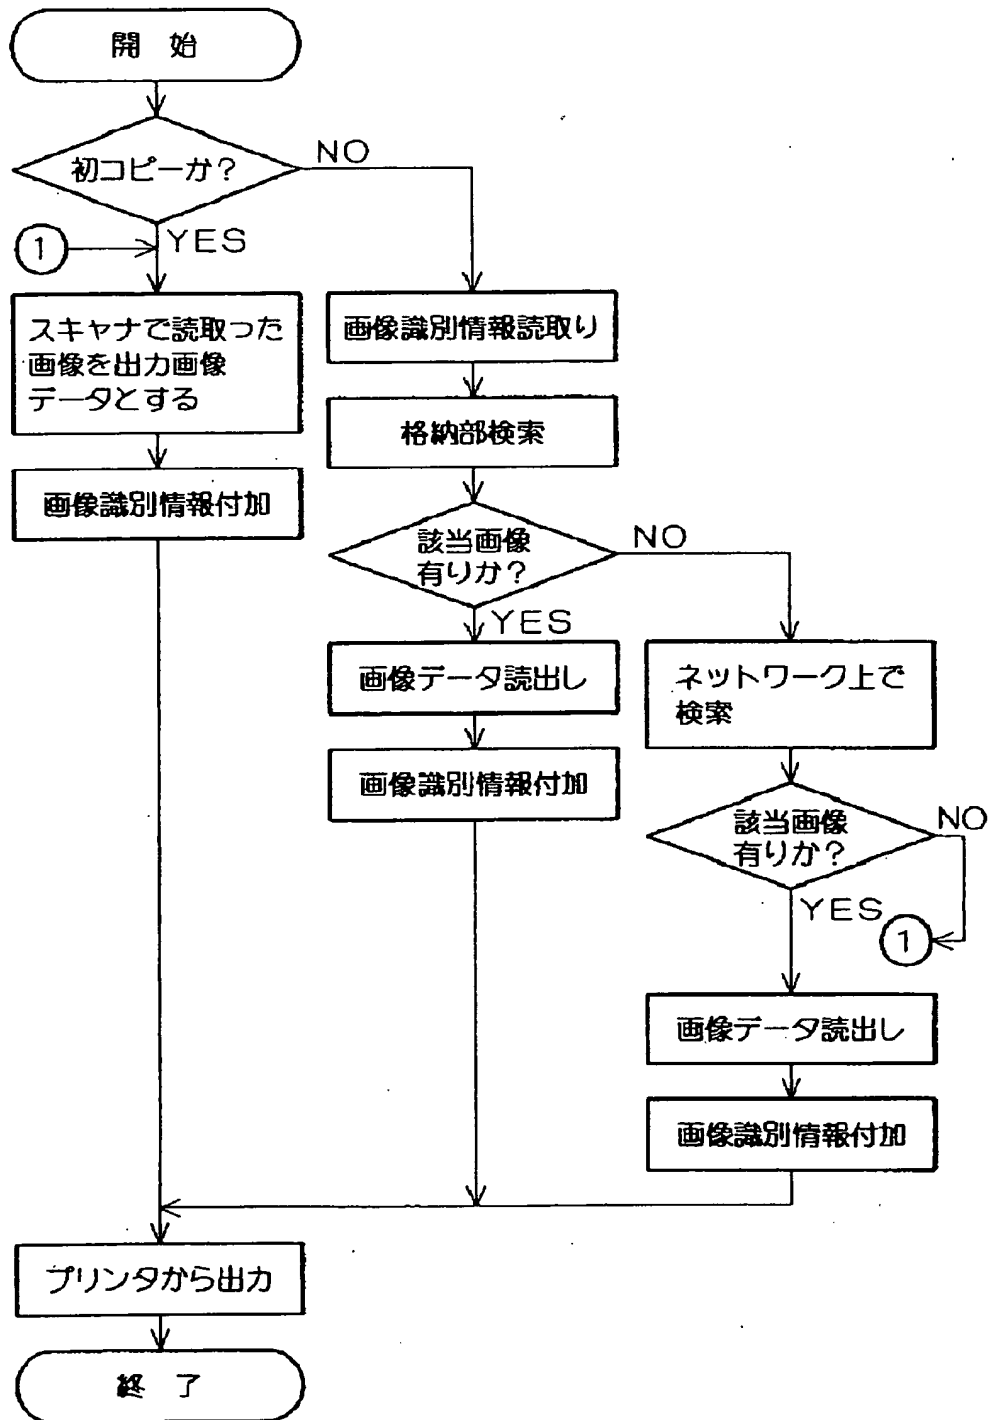 開 始
初コピーか?
NO
YES
①
スキャナで読取った
画像を出力画像
データとする
画像識別情報付加
画像識別情報読取り
格納部検索
該当画像
有りか?
NO
YES
画像データ読出し
画像識別情報付加
ネットワーク上で
検索
該当画像
有りか?
NO
YES
①
画像データ読出し
画像識別情報付加
プリンタから出力
終 了